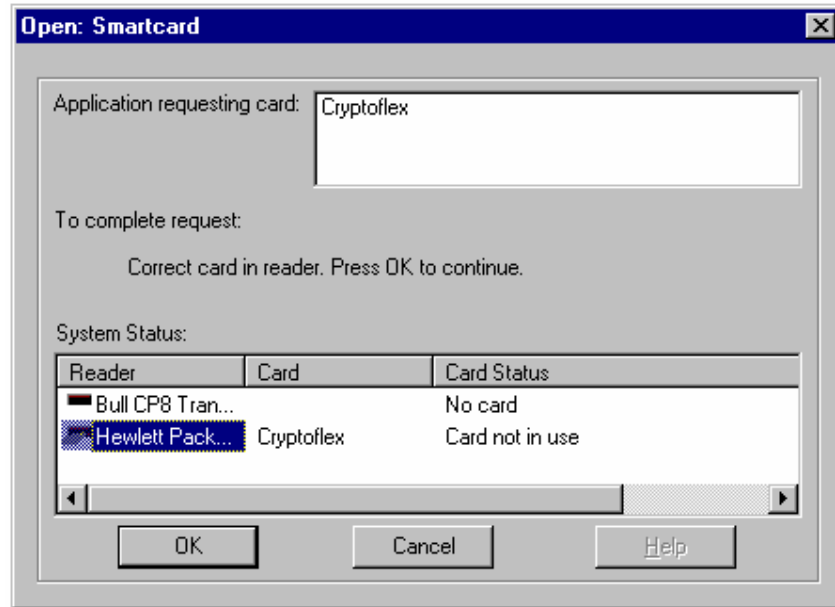 Open: Smartcard
Application requesting card: Cryptoflex
To complete request:
Correct card in reader. Press OK to continue.
System Status:
Reader Card Card Status
Bull CP8 Tran... No card
Hewlett Pack... Cryptoflex Card not in use
OK Cancel Help